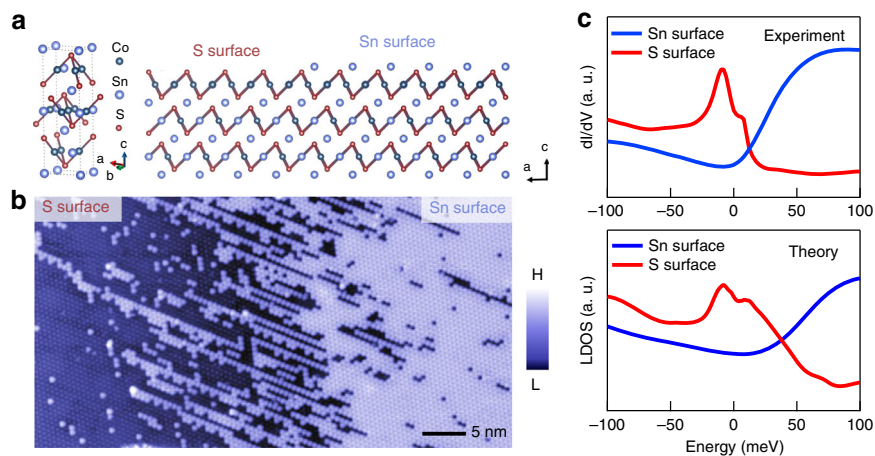 a
Co
Sn
S
a
b
c
S surface
Sn surface
c
a
b
S surface
Sn surface
5 nm
H
L
c
Sn surface
S surface
Experiment
dI/dV (a. u.)
−100
−50
0
50
100
Sn surface
S surface
Theory
LDOS (a. u.)
−100
−50
0
50
100
Energy (meV)